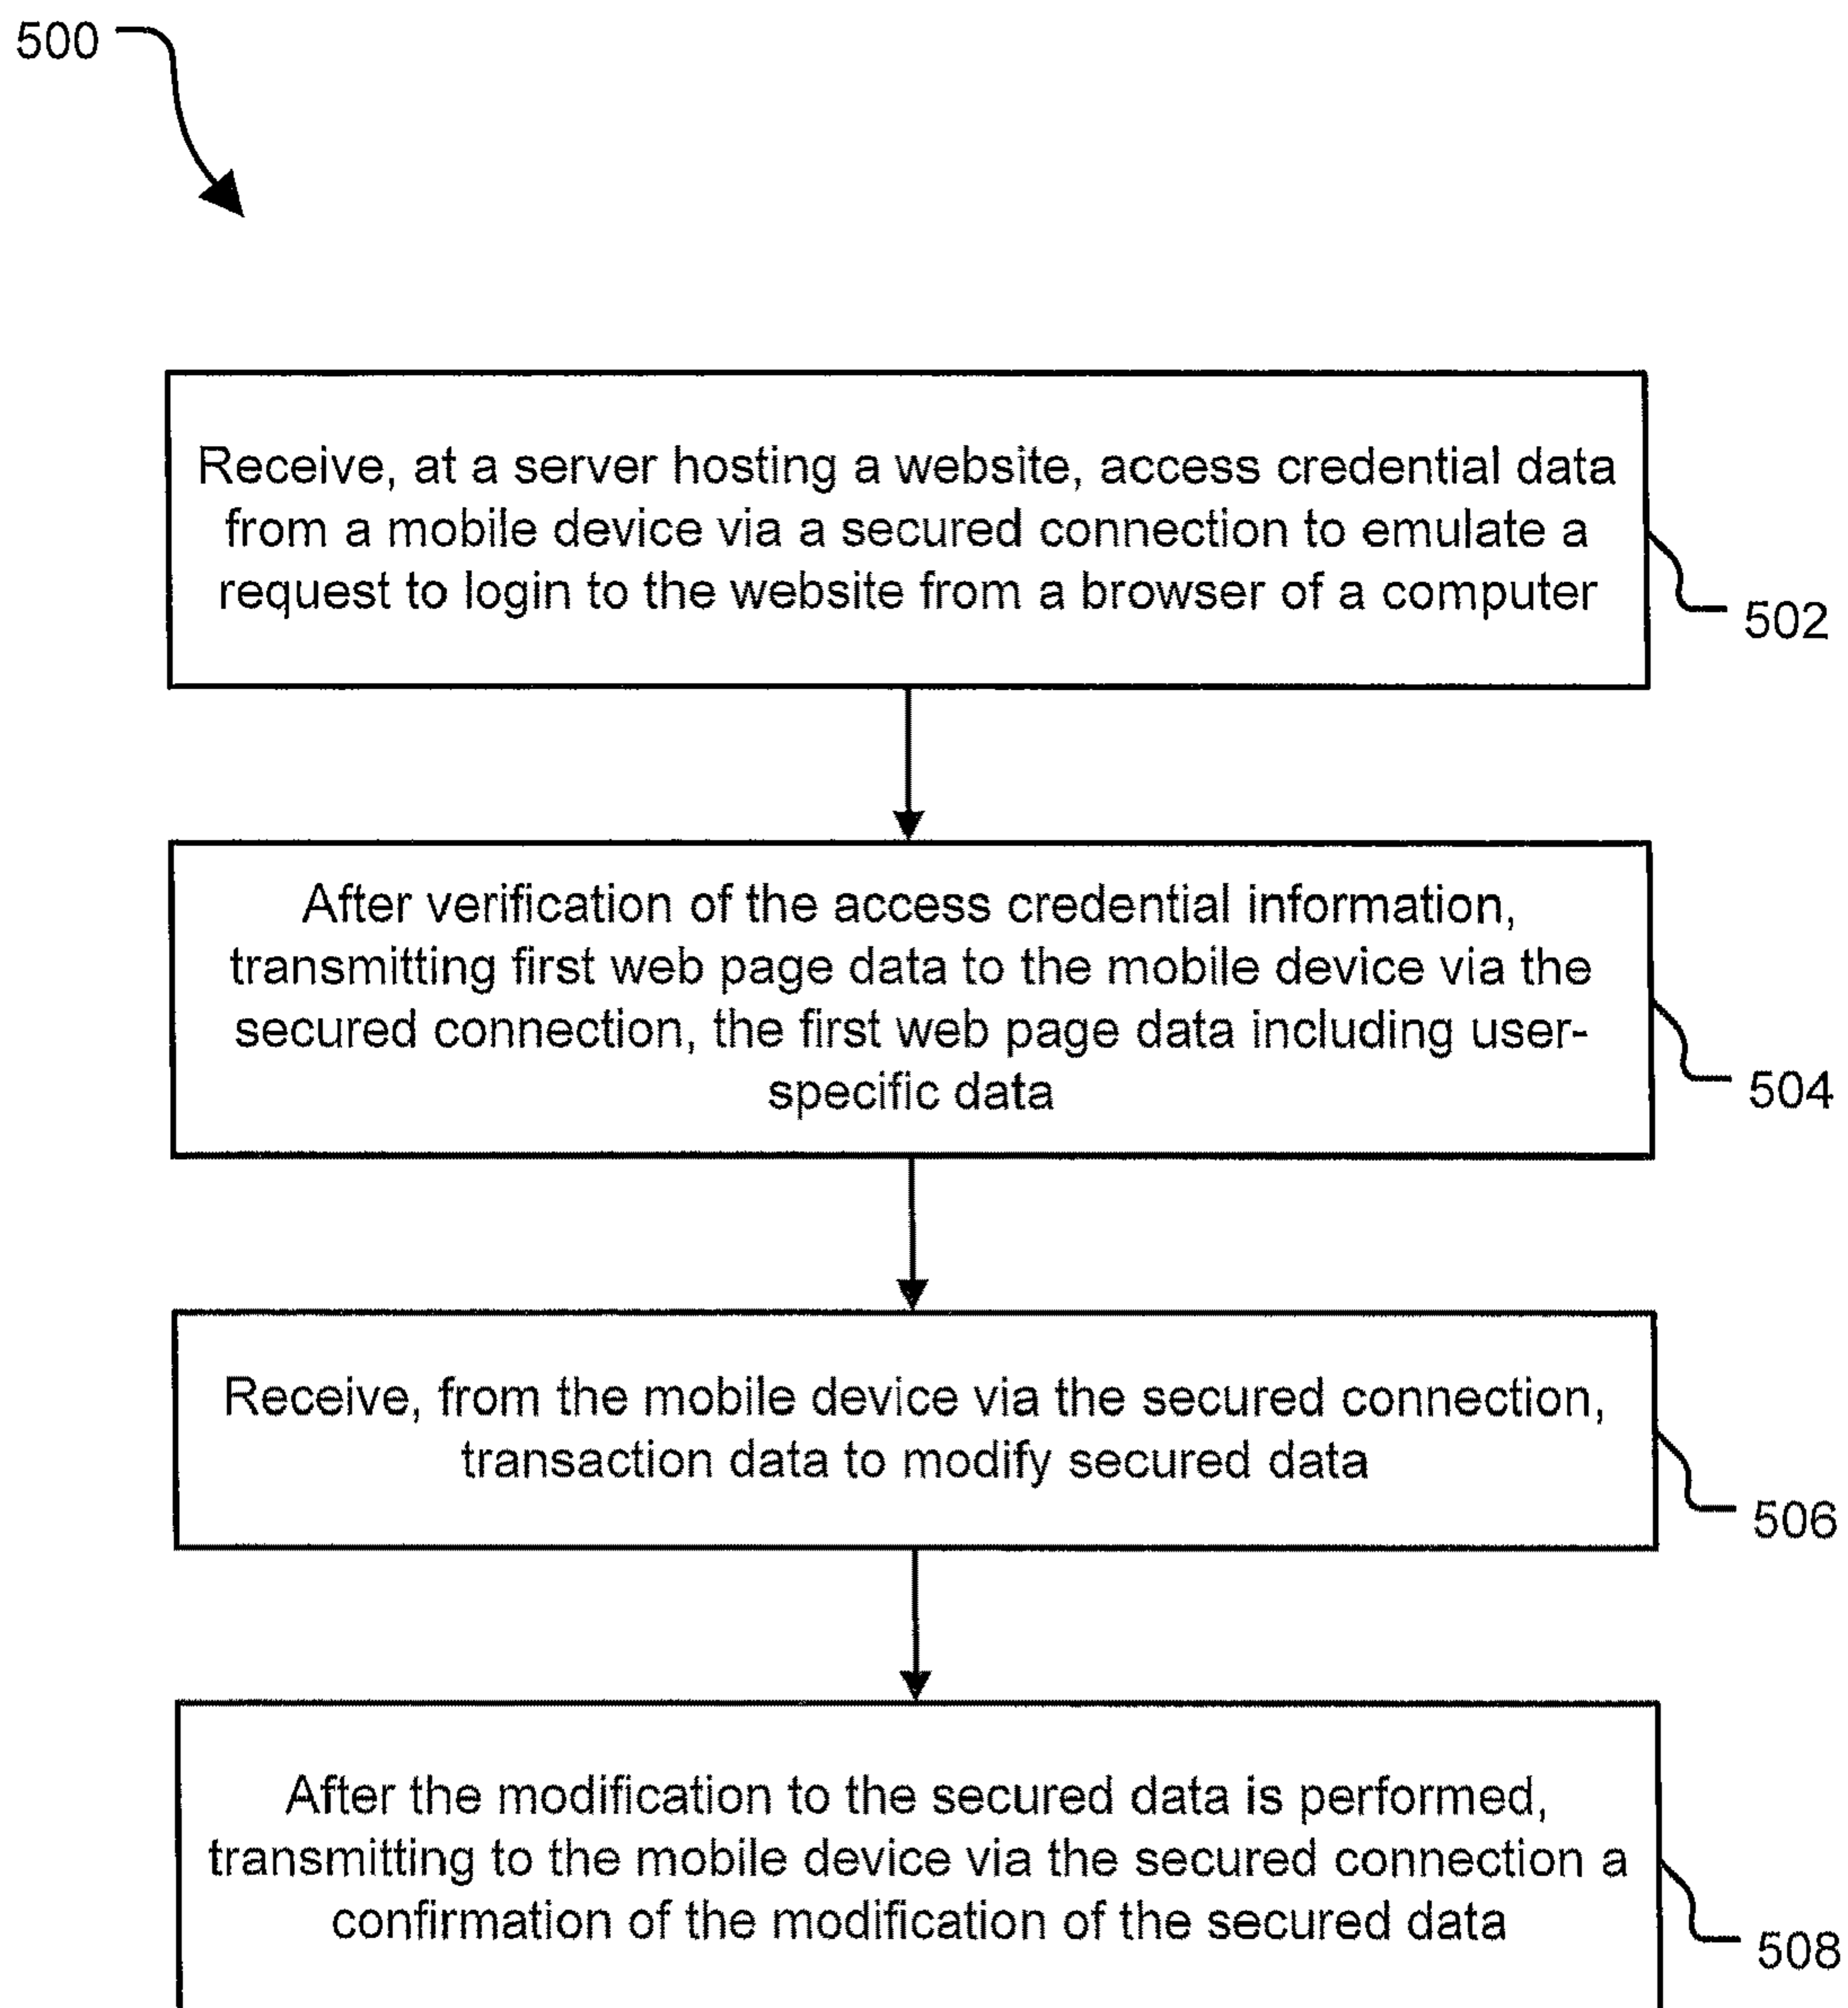 500
Receive, at a server hosting a website, access credential data
from a mobile device via a secured connection to emulate a
request to login to the website from a browser of a computer
502
After verification of the access credential information,
transmitting first web page data to the mobile device via the
secured connection, the first web page data including user-
specific data
504
Receive, from the mobile device via the secured connection,
transaction data to modify secured data
506
After the modification to the secured data is performed,
transmitting to the mobile device via the secured connection a
confirmation of the modification of the secured data
508